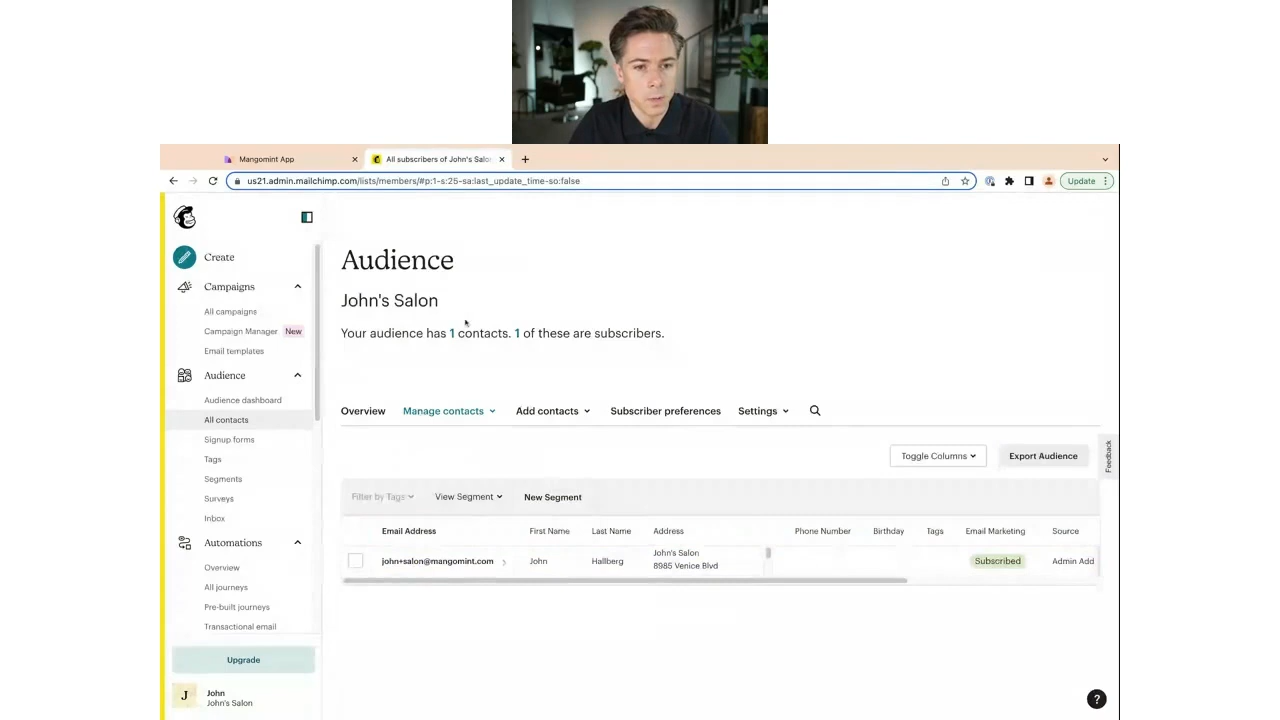 Mangomint App
All subscribers of John's Salo
us21.admin.mailchimp.com/lists/members/#p:1-s:25-sa:last_update_time-so:false
Update
Create
Campaigns
All campaigns
Campaign Manager New
Email templates
Audience
Audience dashboard
All contacts
Signup forms
Tags
Segments
Surveys
Inbox
Automations
Overview
All journeys
Pre-built journeys
Transactional email
Upgrade
J
John
John's Salon
Audience
John's Salon
Your audience has 1 contacts. 1 of these are subscribers.
Overview Manage contacts Add contacts Subscriber preferences Settings
Toggle Columns Export Audience
Feedback
Filter by Tags View Segment New Segment
Email Address First Name Last Name Address Phone Number Birthday Tags Email Marketing Source
john+salon@mangomint.com John Hallberg John's Salon Subscribed Admin Add
8985 Venice Blvd
?